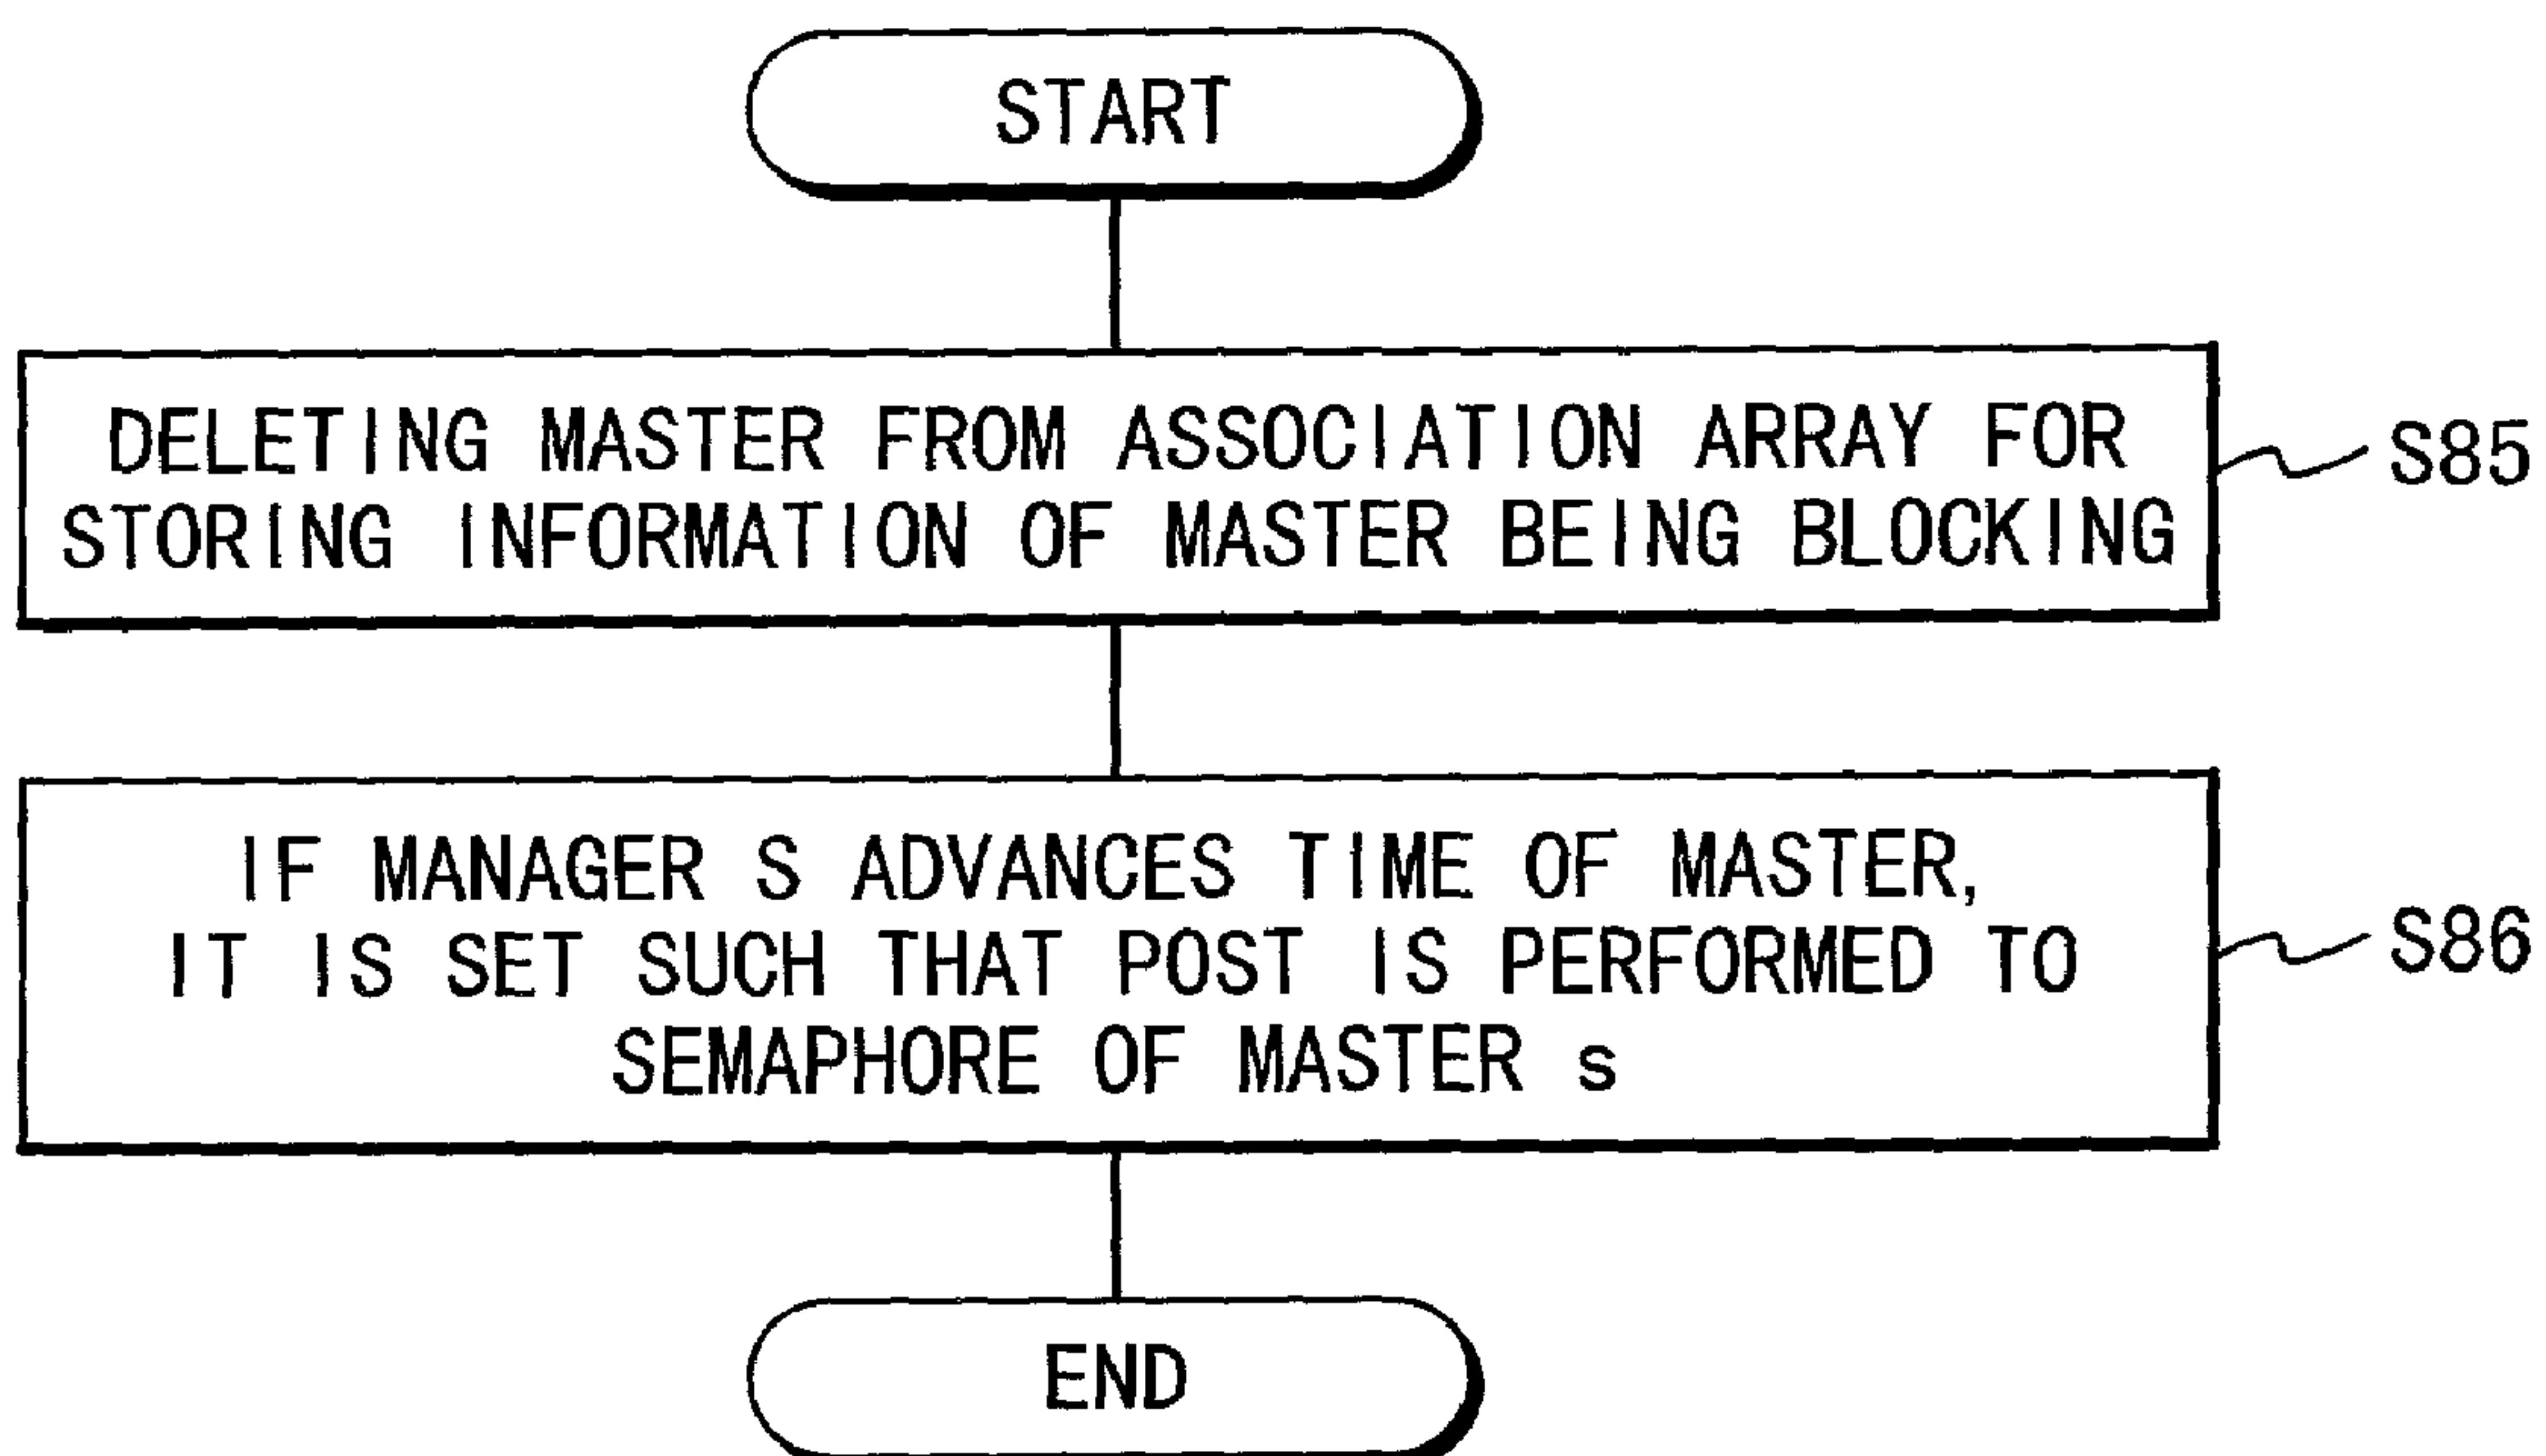 START
DELETING MASTER FROM ASSOCIATION ARRAY FOR
STORING INFORMATION OF MASTER BEING BLOCKING
S85
IF MANAGER S ADVANCES TIME OF MASTER,
IT IS SET SUCH THAT POST IS PERFORMED TO
SEMAPHORE OF MASTER s
S86
END